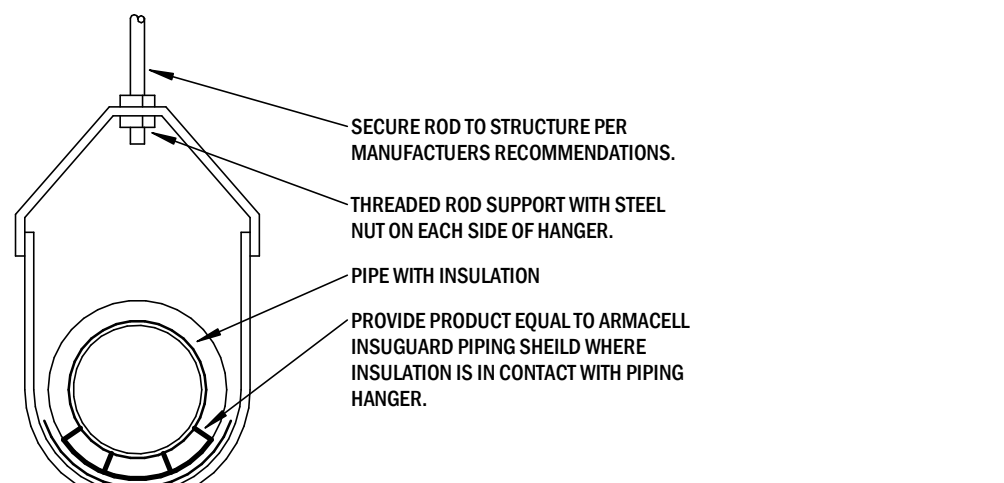 SECURE ROD TO STRUCTURE PER
MANUFACTUERS RECOMMENDATIONS.
THREADED ROD SUPPORT WITH STEEL
NUT ON EACH SIDE OF HANGER.
PIPE WITH INSULATION
PROVIDE PRODUCT EQUAL TO ARMACELL
INSUGUARD PIPING SHEILD WHERE
INSULATION IS IN CONTACT WITH PIPING
HANGER.